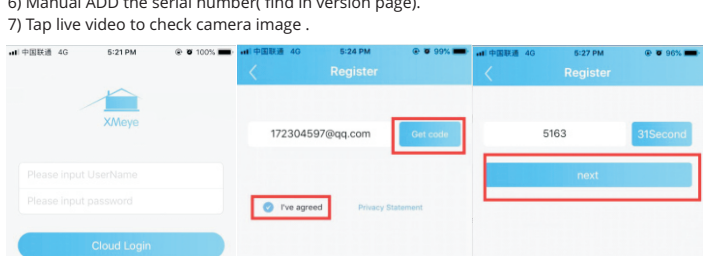 6) Manual ADD the serial number( find in version page).
7) Tap live video to check camera image .
中国联通 4G 5:21 PM 100%
XMeye
Please input UserName
Please input password
Cloud Login
中国联通 4G 5:24 PM 99%
Register
172304597@qq.com Get code
I've agreed Privacy Statement
中国联通 4G 5:27 PM 96%
Register
5163 31Second
next